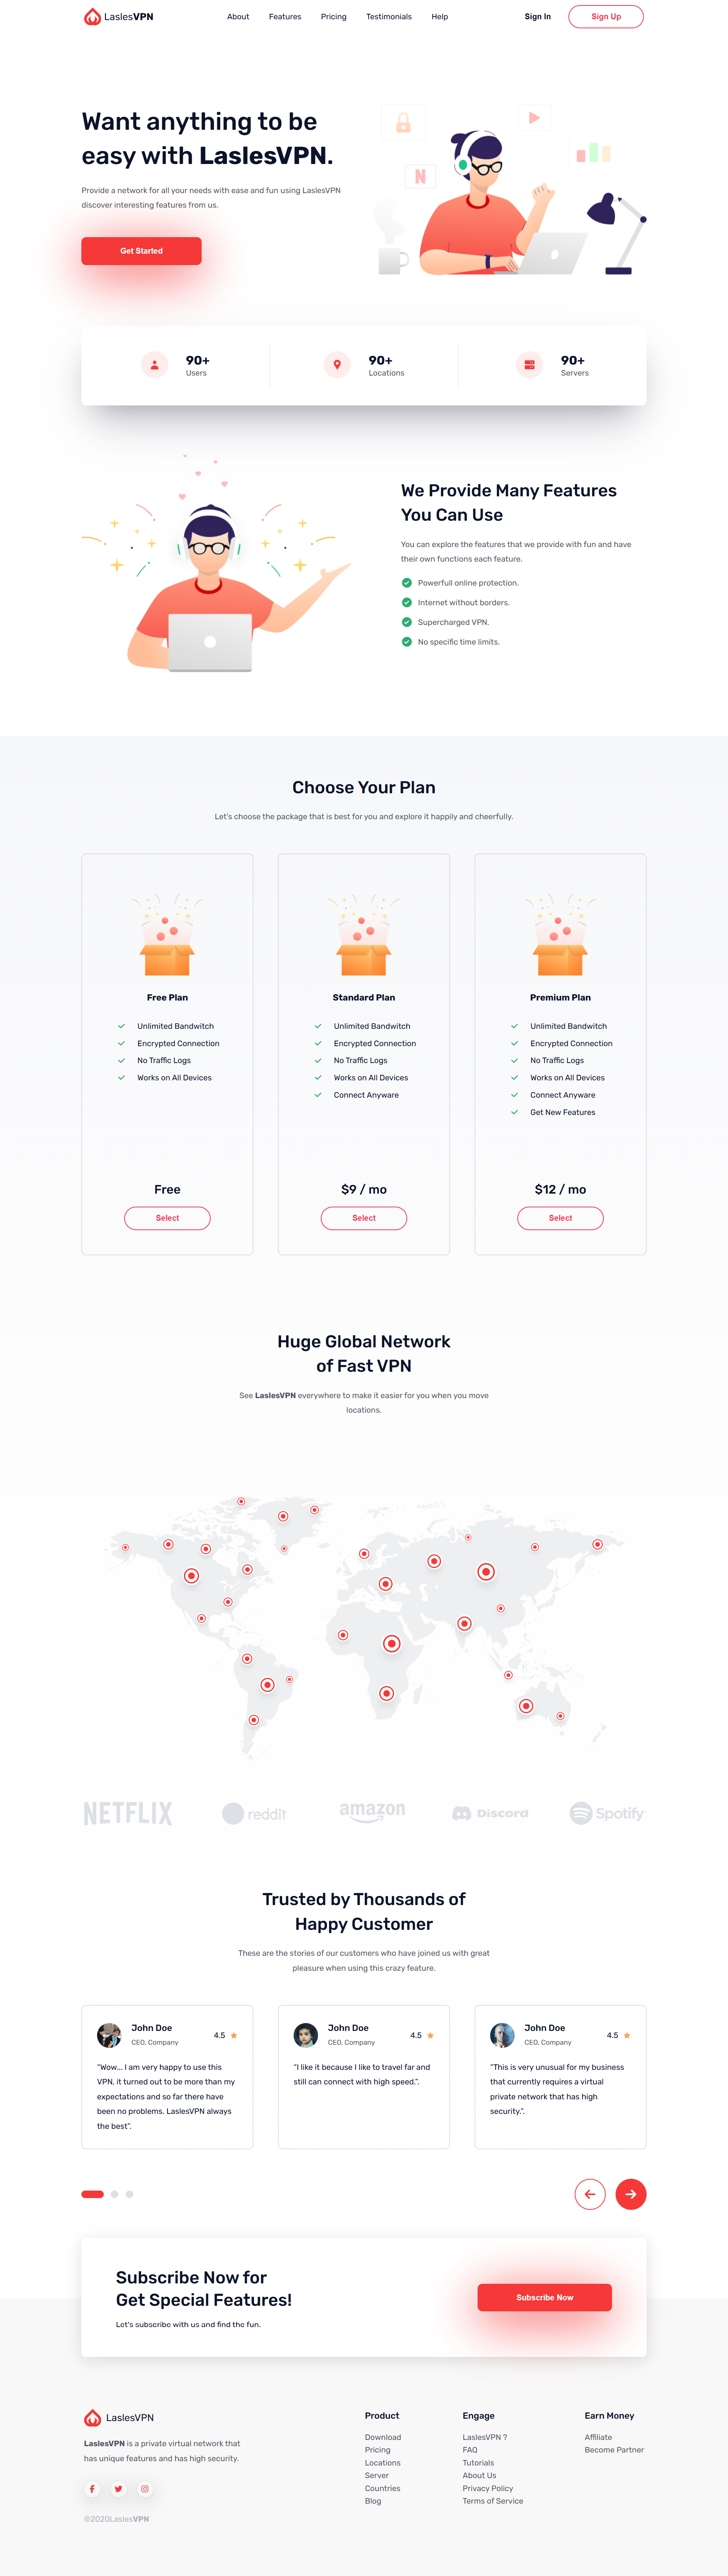 LaslesVPN
About
Features
Pricing
Testimonials
Help
Sign In
Sign Up
Want anything to be
easy with LaslesVPN.
Provide a network for all your needs with ease and fun using LaslesVPN
discover interesting features from us.
Get Started
N
90+
Users
90+
Locations
90+
Servers
We Provide Many Features
You Can Use
You can explore the features that we provide with fun and have
their own functions each feature.
Powerfull online protection.
Internet without borders.
Supercharged VPN.
No specific time limits.
Choose Your Plan
Let's choose the package that is best for you and explore it happily and cheerfully.
Free Plan
Unlimited Bandwitch
Encrypted Connection
No Traffic Logs
Works on All Devices
Free
Select
Standard Plan
Unlimited Bandwitch
Encrypted Connection
No Traffic Logs
Works on All Devices
Connect Anyware
$9 / mo
Select
Premium Plan
Unlimited Bandwitch
Encrypted Connection
No Traffic Logs
Works on All Devices
Connect Anyware
Get New Features
$12 / mo
Select
Huge Global Network
of Fast VPN
See LaslesVPN everywhere to make it easier for you when you move
locations.
NETFLIX
reddit
amazon
Discord
Spotify
Trusted by Thousands of
Happy Customer
These are the stories of our customers who have joined us with great
pleasure when using this crazy feature.
John Doe
CEO, Company
4.5
"Wow... I am very happy to use this
VPN, it turned out to be more than my
expectations and so far there have
been no problems. LaslesVPN always
the best".
John Doe
CEO, Company
4.5
"I like it because I like to travel far and
still can connect with high speed.".
John Doe
CEO, Company
4.5
"This is very unusual for my business
that currently requires a virtual
private network that has high
security.".
Subscribe Now for
Get Special Features!
Let's subscribe with us and find the fun.
Subscribe Now
LaslesVPN
LaslesVPN is a private virtual network that
has unique features and has high security.
©2020LaslesVPN
Product
Download
Pricing
Locations
Server
Countries
Blog
Engage
LaslesVPN ?
FAQ
Tutorials
About Us
Privacy Policy
Terms of Service
Earn Money
Affiliate
Become Partner